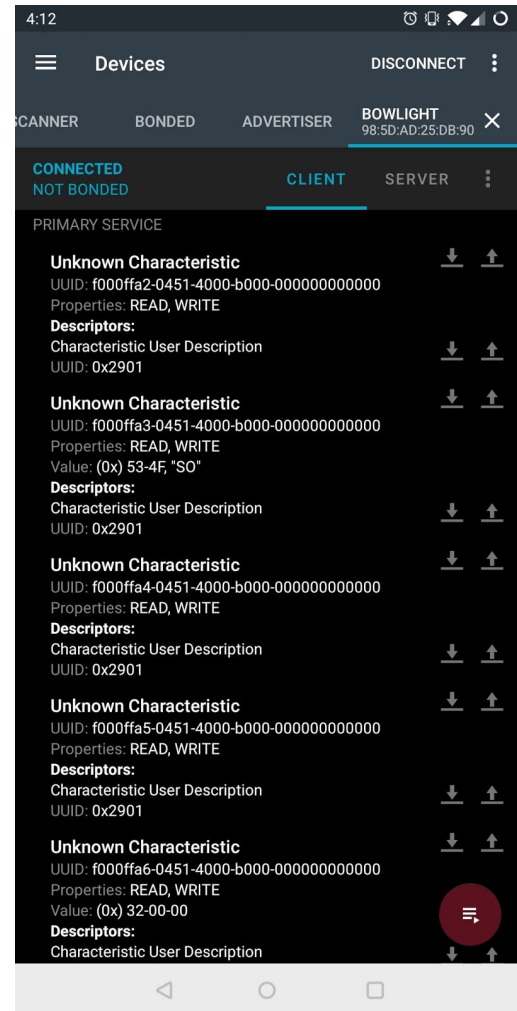 4:12
Devices
DISCONNECT
SCANNER
BONDED
ADVERTISER
BOWLIGHT
98:5D:AD:25:DB:90
CONNECTED
NOT BONDED
CLIENT
SERVER
PRIMARY SERVICE
Unknown Characteristic
UUID: f000ffa2-0451-4000-b000-000000000000
Properties: READ, WRITE
Descriptors:
Characteristic User Description
UUID: 0x2901
Unknown Characteristic
UUID: f000ffa3-0451-4000-b000-000000000000
Properties: READ, WRITE
Value: (0x) 53-4F, "SO"
Descriptors:
Characteristic User Description
UUID: 0x2901
Unknown Characteristic
UUID: f000ffa4-0451-4000-b000-000000000000
Properties: READ, WRITE
Descriptors:
Characteristic User Description
UUID: 0x2901
Unknown Characteristic
UUID: f000ffa5-0451-4000-b000-000000000000
Properties: READ, WRITE
Descriptors:
Characteristic User Description
UUID: 0x2901
Unknown Characteristic
UUID: f000ffa6-0451-4000-b000-000000000000
Properties: READ, WRITE
Value: (0x) 32-00-00
Descriptors:
Characteristic User Description